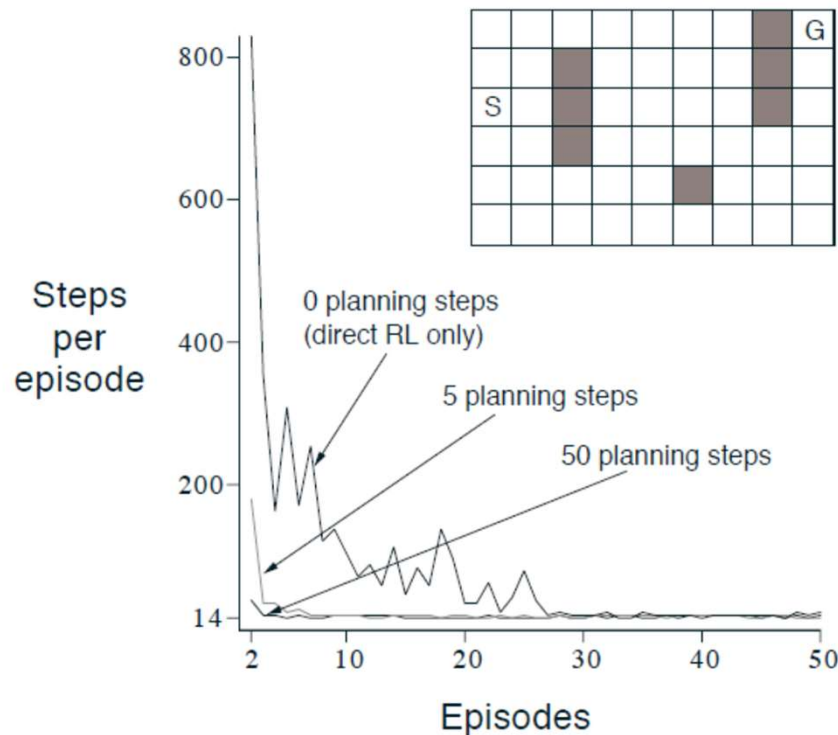 G
S
800
600
400
200
14
Steps
per
episode
0 planning steps
(direct RL only)
5 planning steps
50 planning steps
2
10
20
30
40
50
Episodes